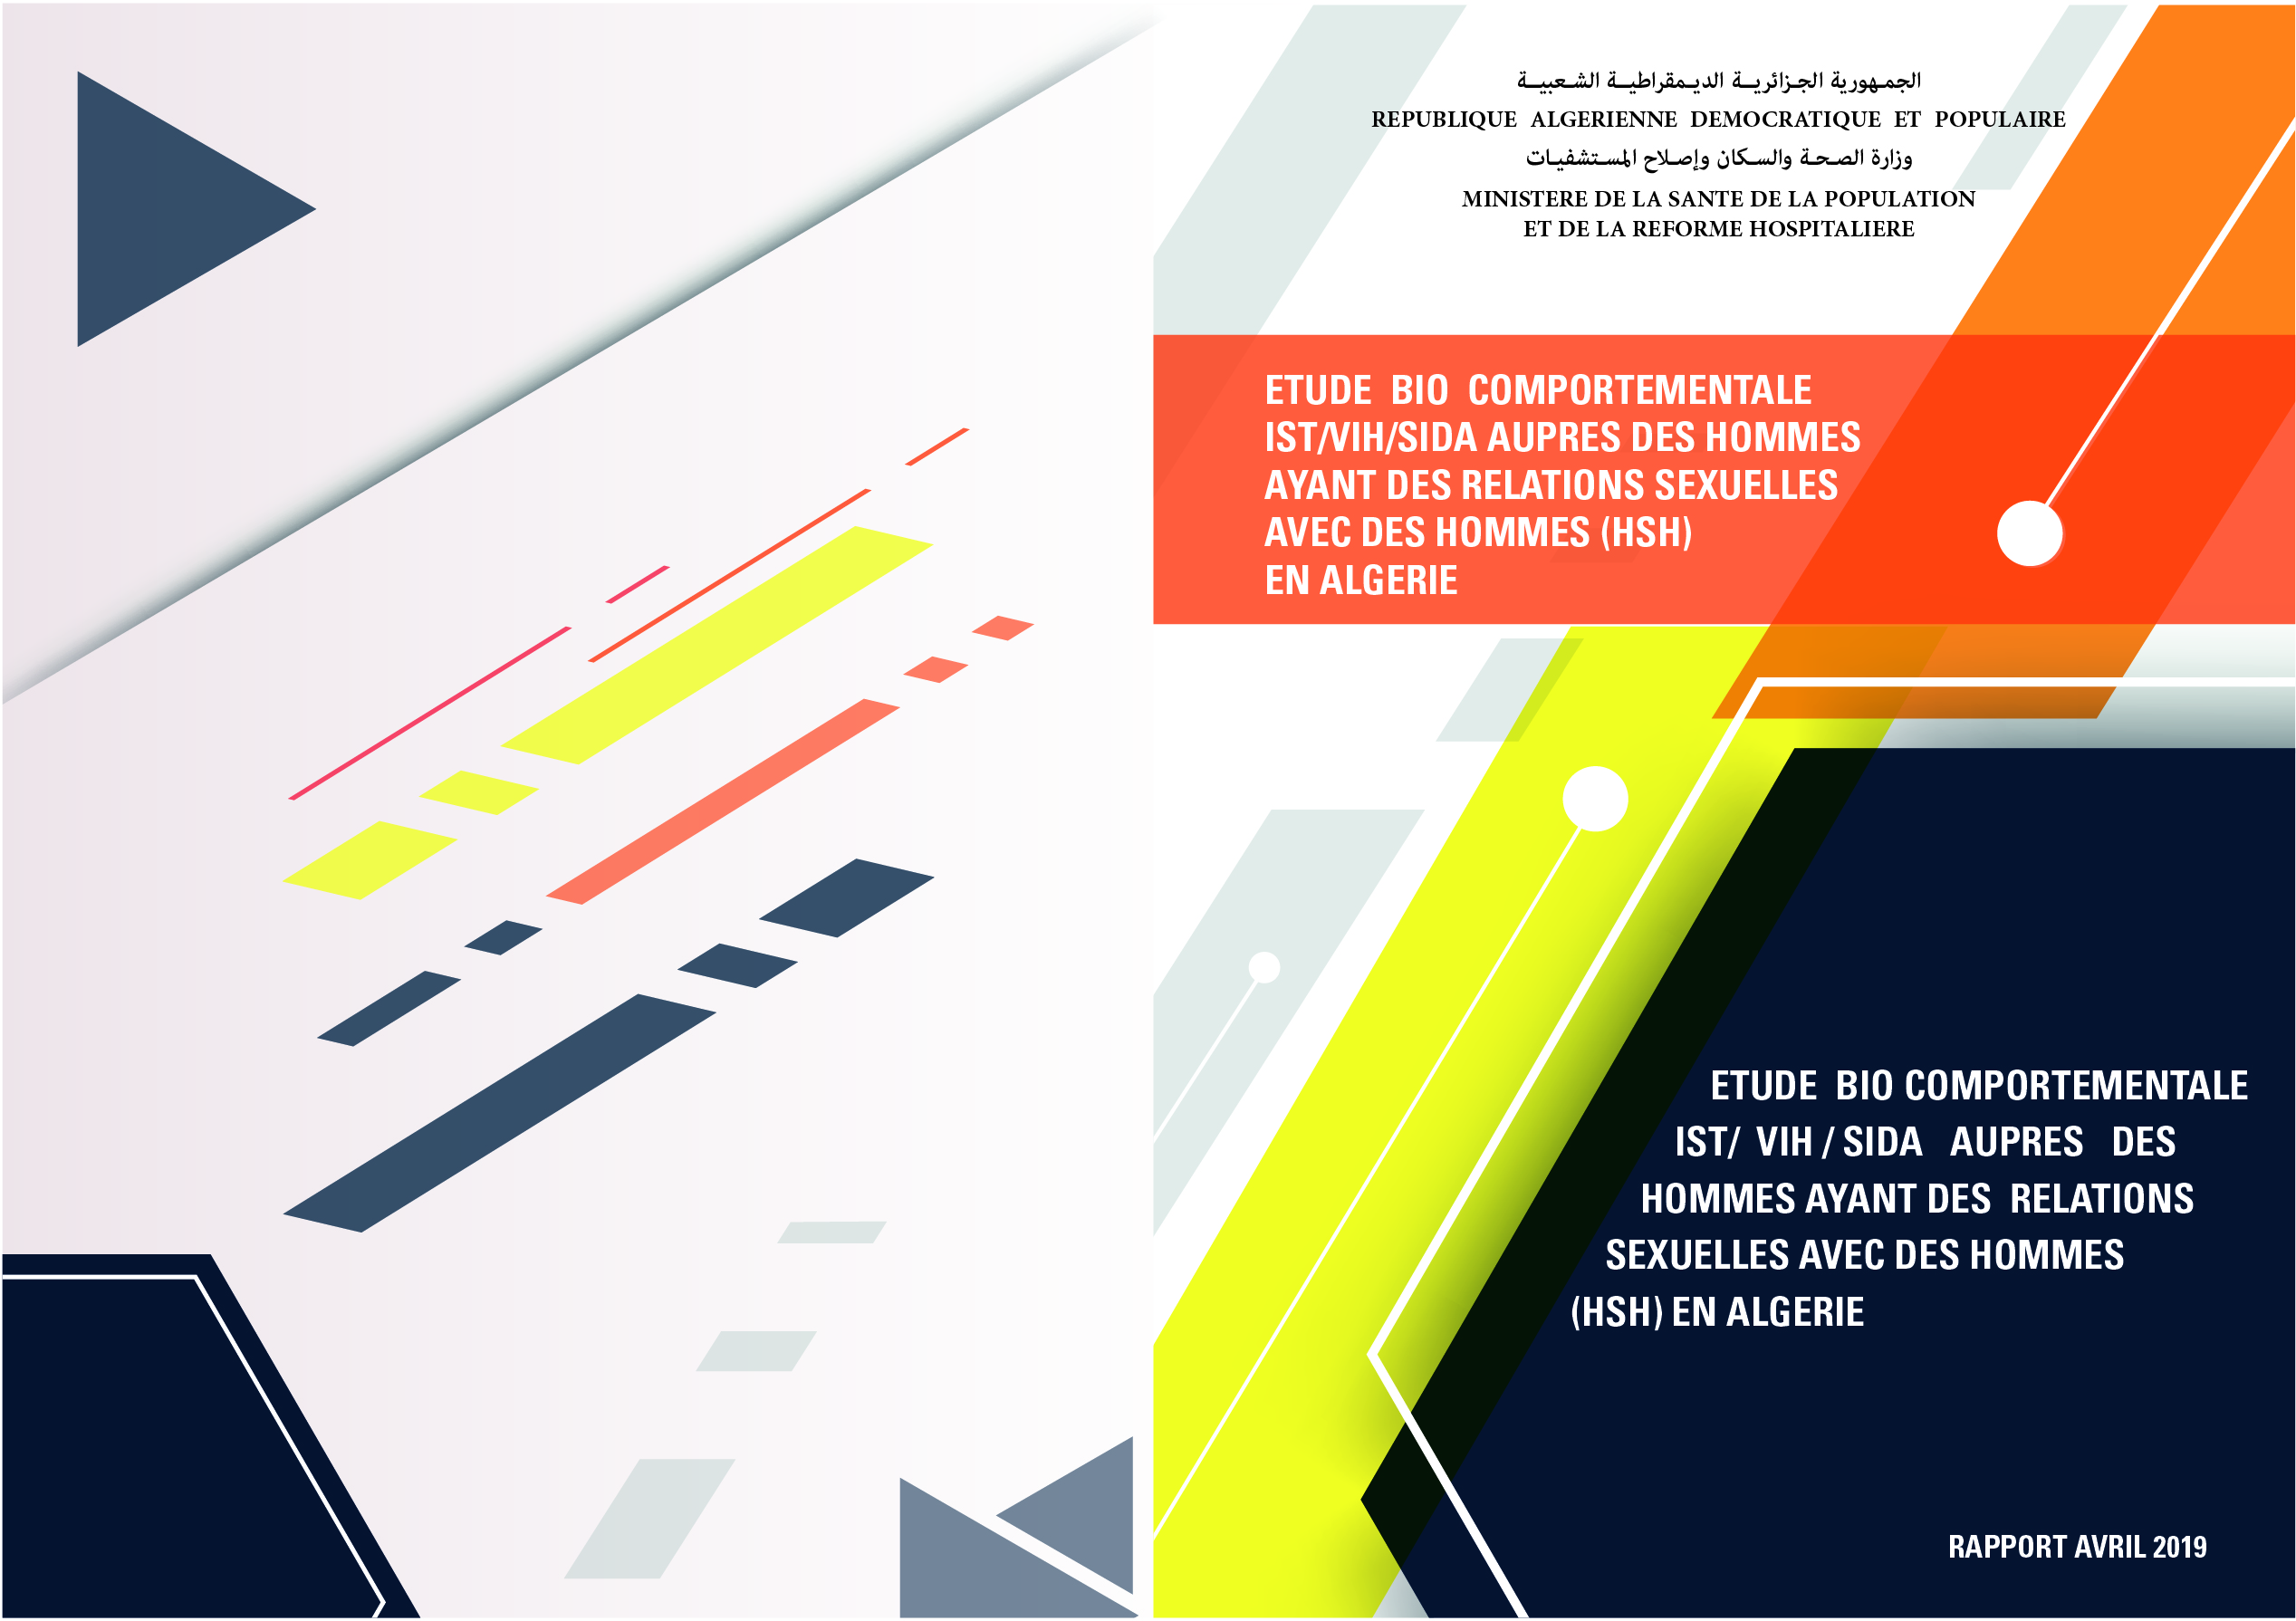 الجمهورية الجزائرية الديمقراطية الشعبية
REPUBLIQUE ALGERIENNE DEMOCRATIQUE ET POPULAIRE
وزارة الصحة والسكان وإصلاح المستشفيات
MINISTERE DE LA SANTE DE LA POPULATION
ET DE LA REFORME HOSPITALIERE
ETUDE BIO COMPORTEMENTALE
IST/VIH/SIDA AUPRES DES HOMMES
AYANT DES RELATIONS SEXUELLES
AVEC DES HOMMES (HSH)
EN ALGERIE
ETUDE BIO COMPORTEMENTALE
IST/ VIH / SIDA AUPRES DES
HOMMES AYANT DES RELATIONS
SEXUELLES AVEC DES HOMMES
(HSH) EN ALGERIE
RAPPORT AVRIL 2019